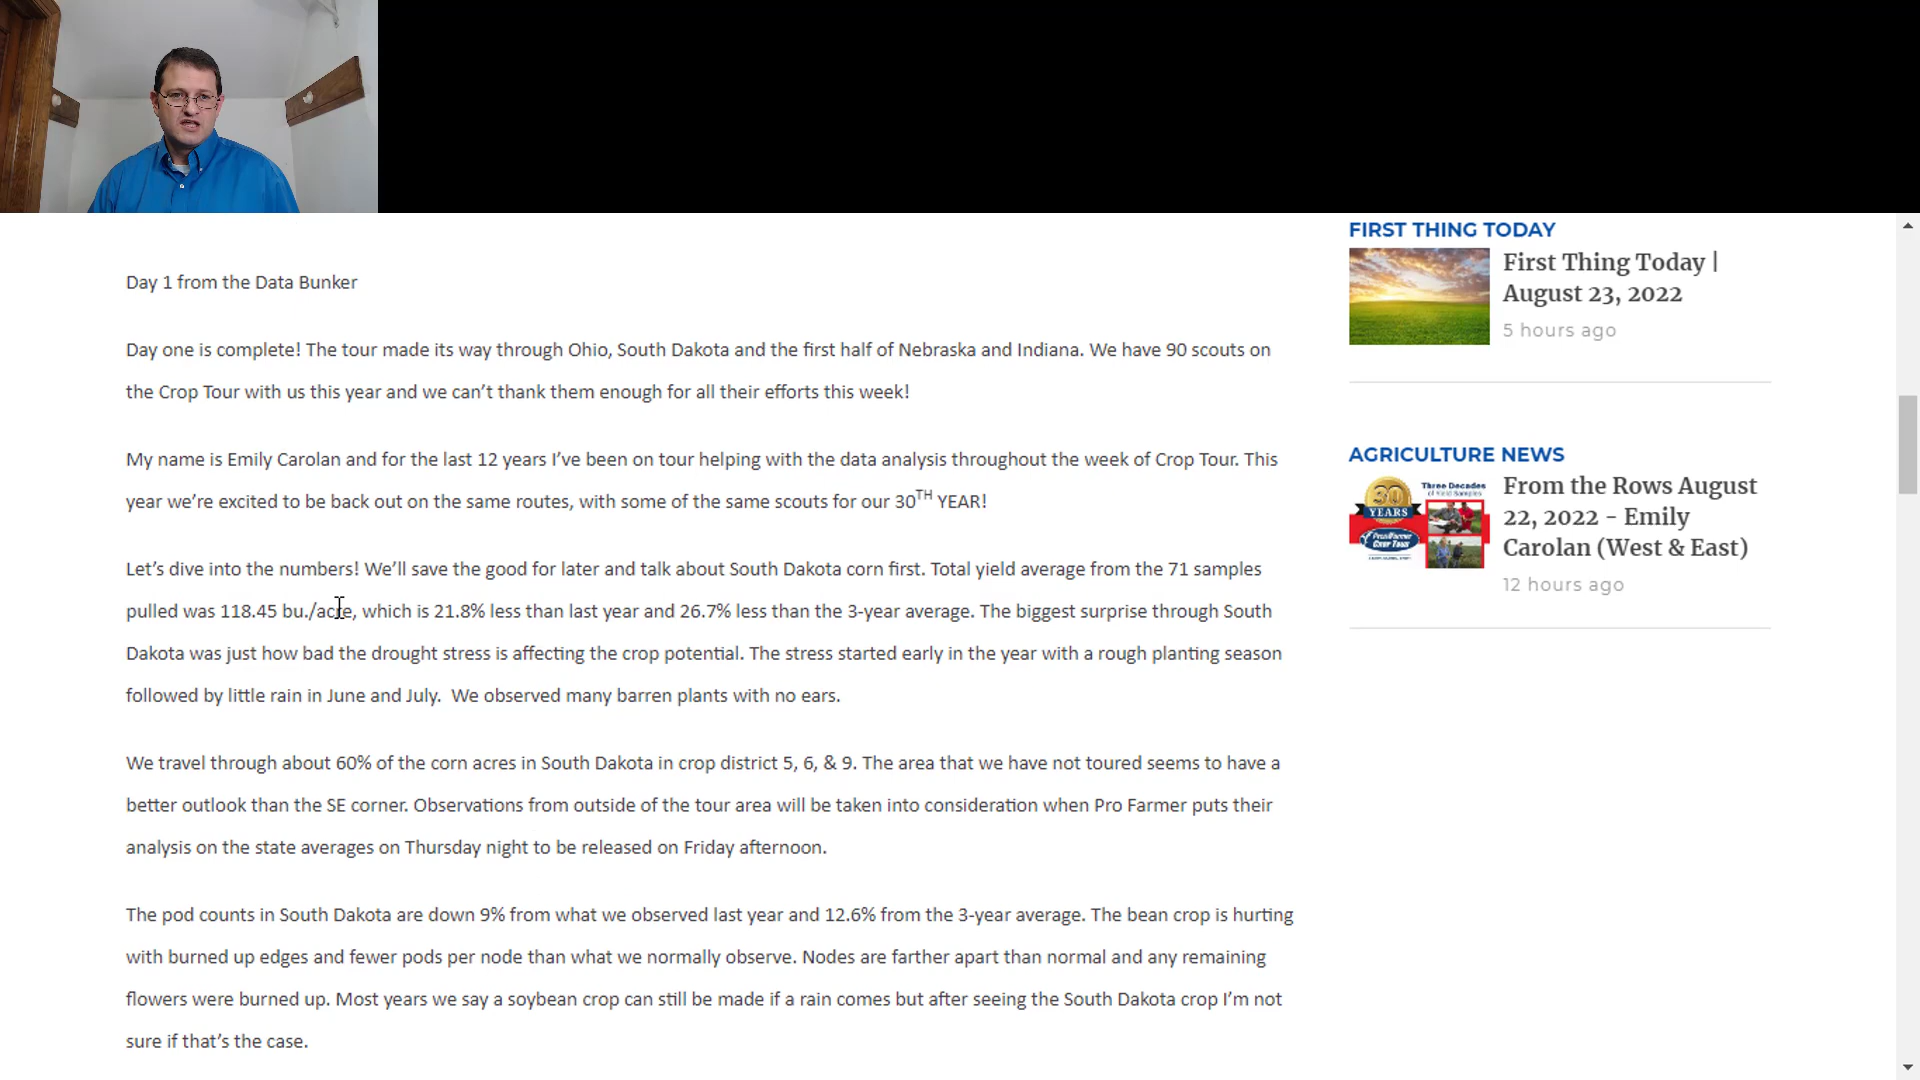 Day 1 from the Data Bunker
Day one is complete! The tour made its way through Ohio, South Dakota and the first half of Nebraska and Indiana. We have 90 scouts on
the Crop Tour with us this year and we can’t thank them enough for all their efforts this week!
My name is Emily Carolan and for the last 12 years I’ve been on tour helping with the data analysis throughout the week of Crop Tour. This
year we’re excited to be back out on the same routes, with some of the same scouts for our 30TH YEAR!
Let’s dive into the numbers! We’ll save the good for later and talk about South Dakota corn first. Total yield average from the 71 samples
pulled was 118.45 bu./acre, which is 21.8% less than last year and 26.7% less than the 3-year average. The biggest surprise through South
Dakota was just how bad the drought stress is affecting the crop potential. The stress started early in the year with a rough planting season
followed by little rain in June and July.  We observed many barren plants with no ears.
We travel through about 60% of the corn acres in South Dakota in crop district 5, 6, & 9. The area that we have not toured seems to have a
better outlook than the SE corner. Observations from outside of the tour area will be taken into consideration when Pro Farmer puts their
analysis on the state averages on Thursday night to be released on Friday afternoon.
The pod counts in South Dakota are down 9% from what we observed last year and 12.6% from the 3-year average. The bean crop is hurting
with burned up edges and fewer pods per node than what we normally observe. Nodes are farther apart than normal and any remaining
flowers were burned up. Most years we say a soybean crop can still be made if a rain comes but after seeing the South Dakota crop I’m not
sure if that’s the case.
FIRST THING TODAY
First Thing Today |
August 23, 2022
5 hours ago
AGRICULTURE NEWS
30
YEARS
Three Decades
of Yield Samples
Pro Farmer
Crop Tour
From the Rows August
22, 2022 - Emily
Carolan (West & East)
12 hours ago